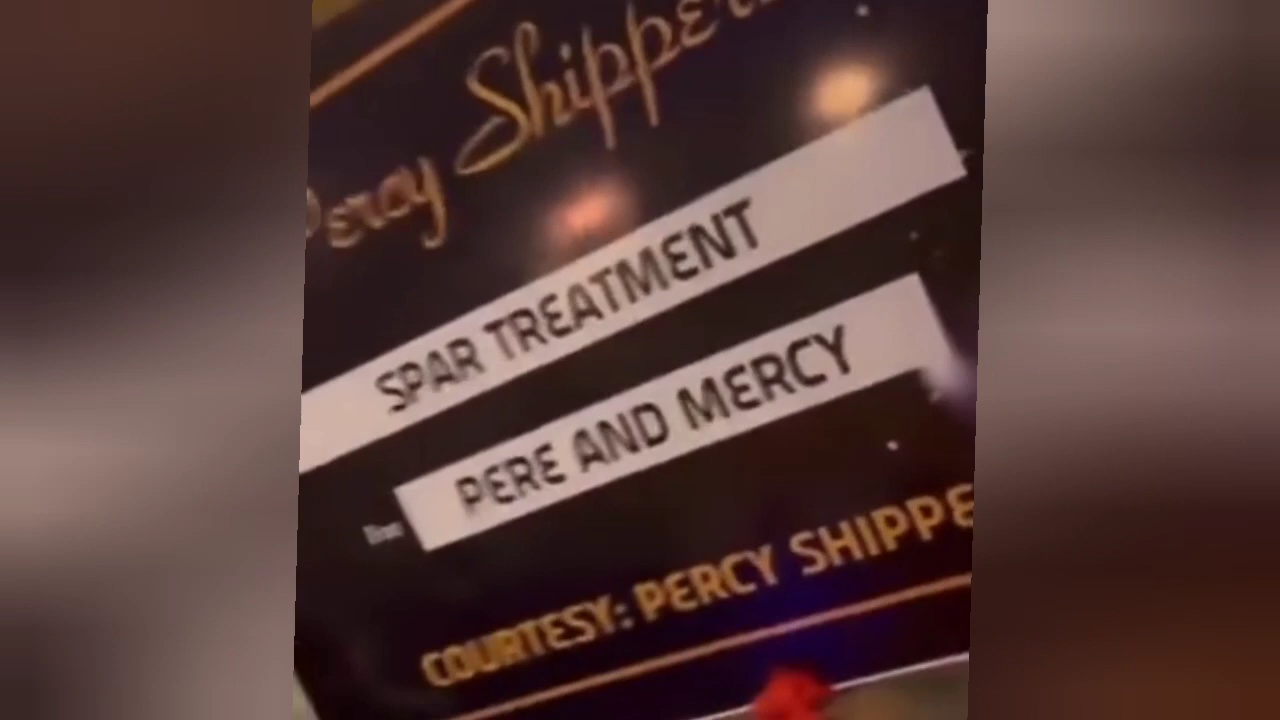 Percy Shippers
SPAR TREATMENT
PERE AND MERCY
COURTESY: PERCY SHIPPE